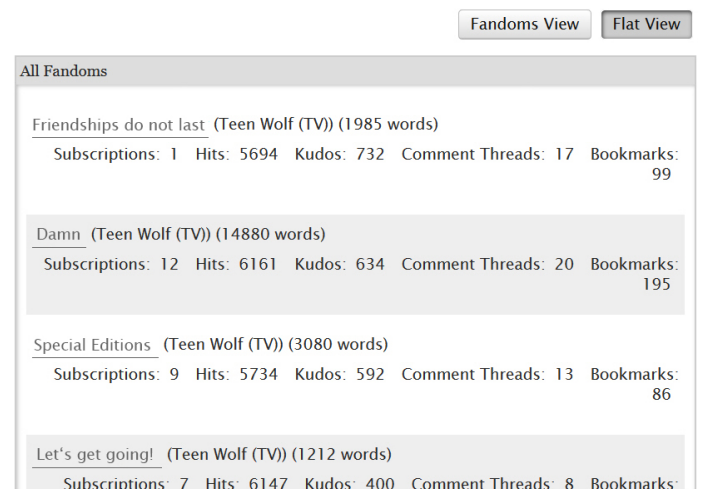 Fandoms View Flat View
All Fandoms
Friendships do not last (Teen Wolf (TV)) (1985 words)
Subscriptions: 1 Hits: 5694 Kudos: 732 Comment Threads: 17 Bookmarks:
99
Damn (Teen Wolf (TV)) (14880 words)
Subscriptions: 12 Hits: 6161 Kudos: 634 Comment Threads: 20 Bookmarks:
195
Special Editions (Teen Wolf (TV)) (3080 words)
Subscriptions: 9 Hits: 5734 Kudos: 592 Comment Threads: 13 Bookmarks:
86
Let‘s get going! (Teen Wolf (TV)) (1212 words)
Subscriptions: 7 Hits: 6147 Kudos: 400 Comment Threads: 8 Bookmarks: